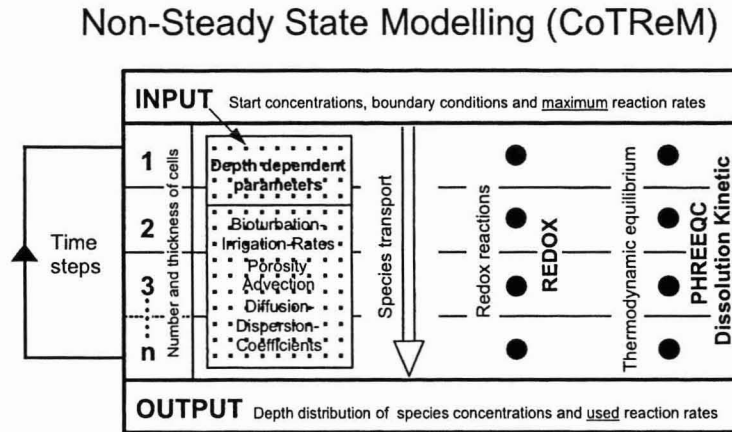 Non-Steady State Modelling (CoTReM)
INPUT Start concentrations, boundary conditions and maximum reaction rates
Time
steps
1
2
3
n
Number and thickness of cells
Depth dependent
parameters
Bioturbation-
Irrigation-Rates
Porosity
Advection
Diffusion-
Dispersion-
Coefficients
Species transport
Redox reactions
REDOX
Thermodynamic equilibrium
PHREEQC
Dissolution Kinetic
OUTPUT Depth distribution of species concentrations and used reaction rates